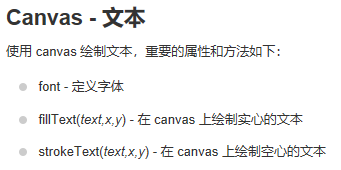 Canvas - 文本
使用 canvas 绘制文本，重要的属性和方法如下：
font - 定义字体
fillText(text,x,y) - 在 canvas 上绘制实心的文本
strokeText(text,x,y) - 在 canvas 上绘制空心的文本